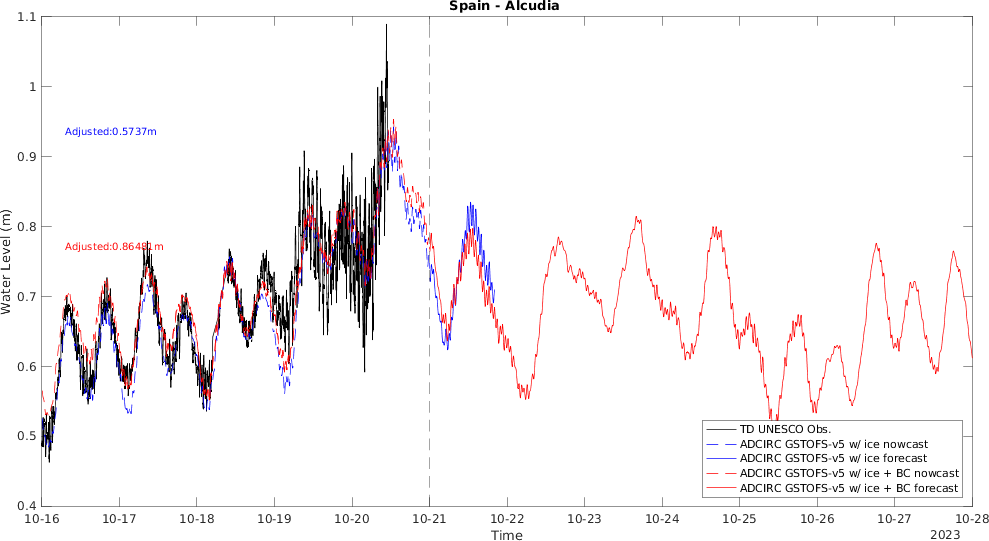 Spain - Alcudia
Water Level (m)
1.1
1
0.9
0.8
0.7
0.6
0.5
0.4
Adjusted:0.5737m
Adjusted:0.86481m
TD UNESCO Obs.
ADCIRC GSTOFS-v5 w/ ice nowcast
ADCIRC GSTOFS-v5 w/ ice forecast
ADCIRC GSTOFS-v5 w/ ice + BC nowcast
ADCIRC GSTOFS-v5 w/ ice + BC forecast
10-16 10-17 10-18 10-19 10-20 10-21 10-22 10-23 10-24 10-25 10-26 10-27 10-28
Time
2023